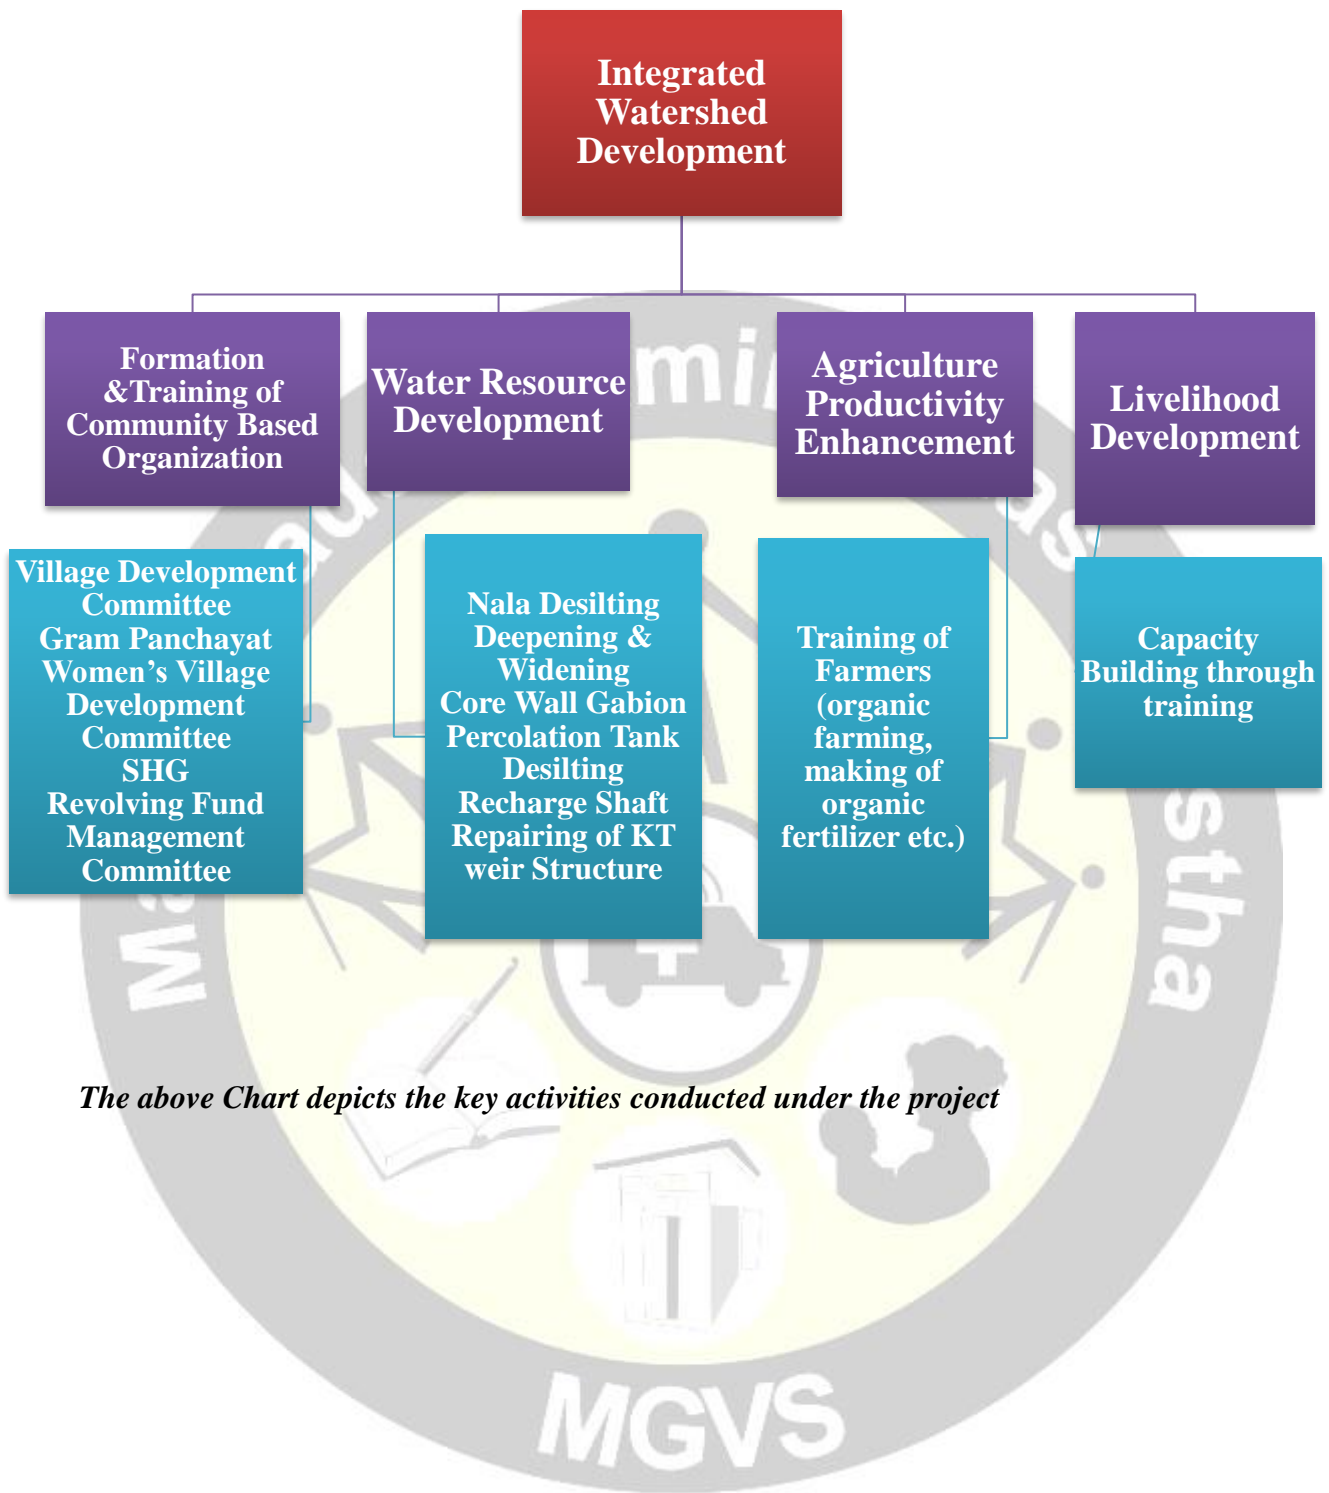 Integrated
Watershed
Development
Formation
&Training of
Community Based
Organization
Water Resource
Development
Agriculture
Productivity
Enhancement
Livelihood
Development
Village Development
Committee
Gram Panchayat
Women’s Village
Development
Committee
SHG
Revolving Fund
Management
Committee
Nala Desilting
Deepening &
Widening
Core Wall Gabion
Percolation Tank
Desilting
Recharge Shaft
Repairing of KT
weir Structure
Training of
Farmers
(organic
farming,
making of
organic
fertilizer etc.)
Capacity
Building through
training
The above Chart depicts the key activities conducted under the project
MGVS